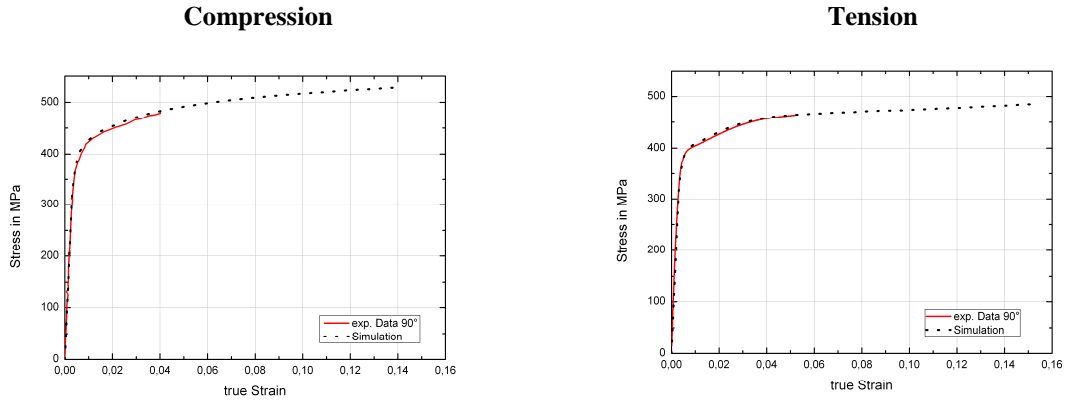 Compression
Stress in MPa
500
400
300
200
100
0
exp. Data 90°
Simulation
0,00 0,02 0,04 0,06 0,08 0,10 0,12 0,14 0,16
true Strain
Tension
Stress in MPa
500
400
300
200
100
0
exp. Data 90°
Simulation
0,00 0,02 0,04 0,06 0,08 0,10 0,12 0,14 0,16
true Strain